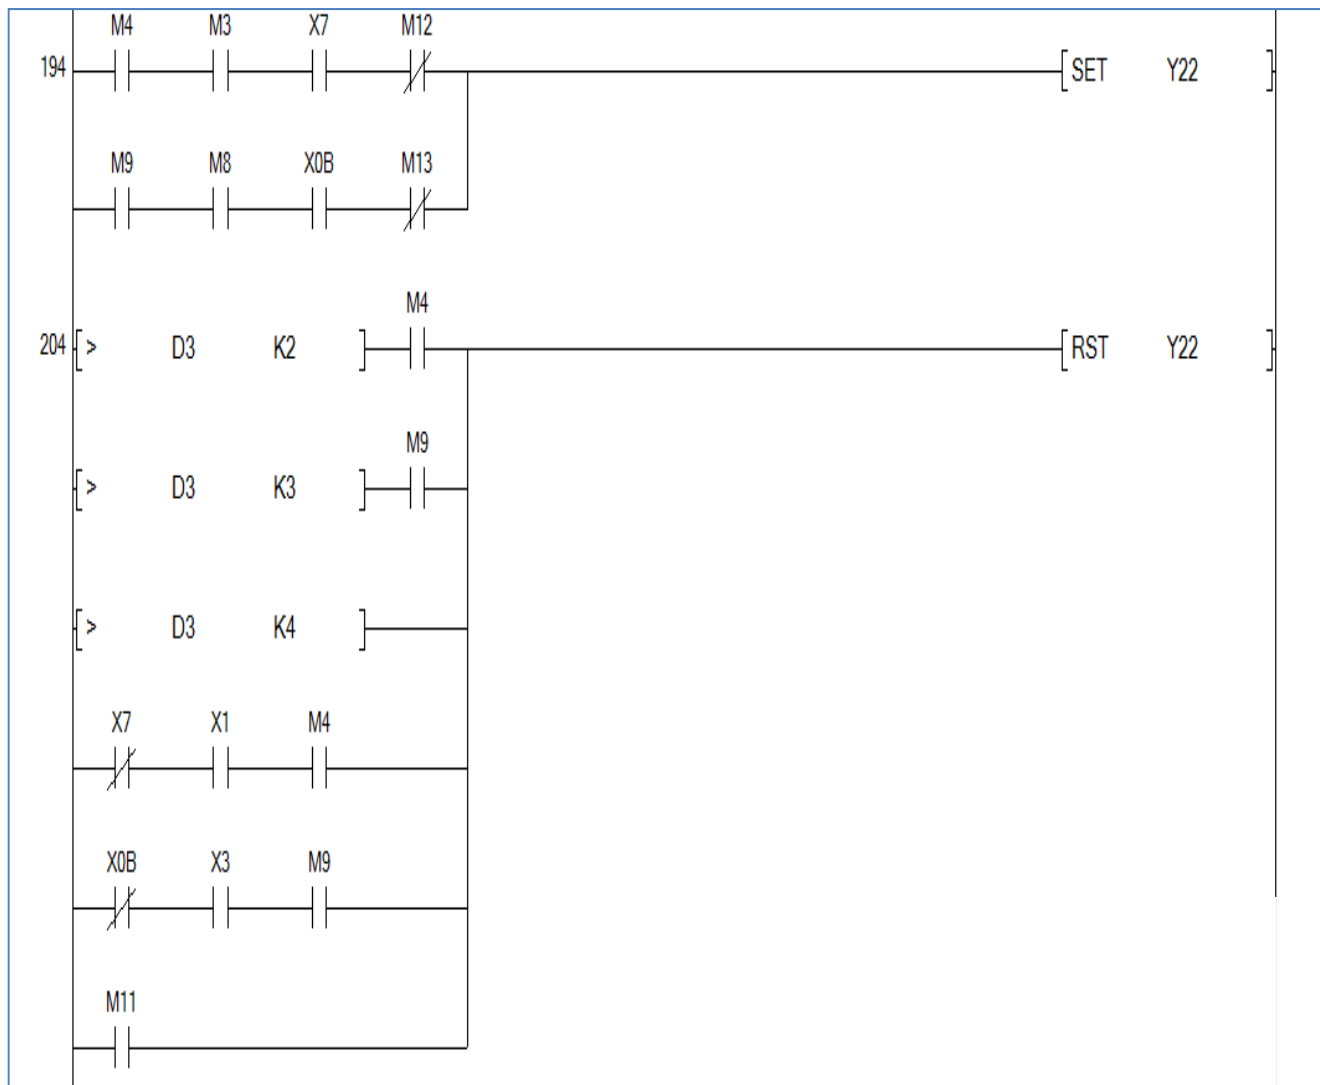 M4 M3 X7 M12
194 SET Y22
M9 M8 X0B M13
M4
204 > D3 K2 RST Y22
M9
> D3 K3
> D3 K4
X7 X1 M4
X0B X3 M9
M11